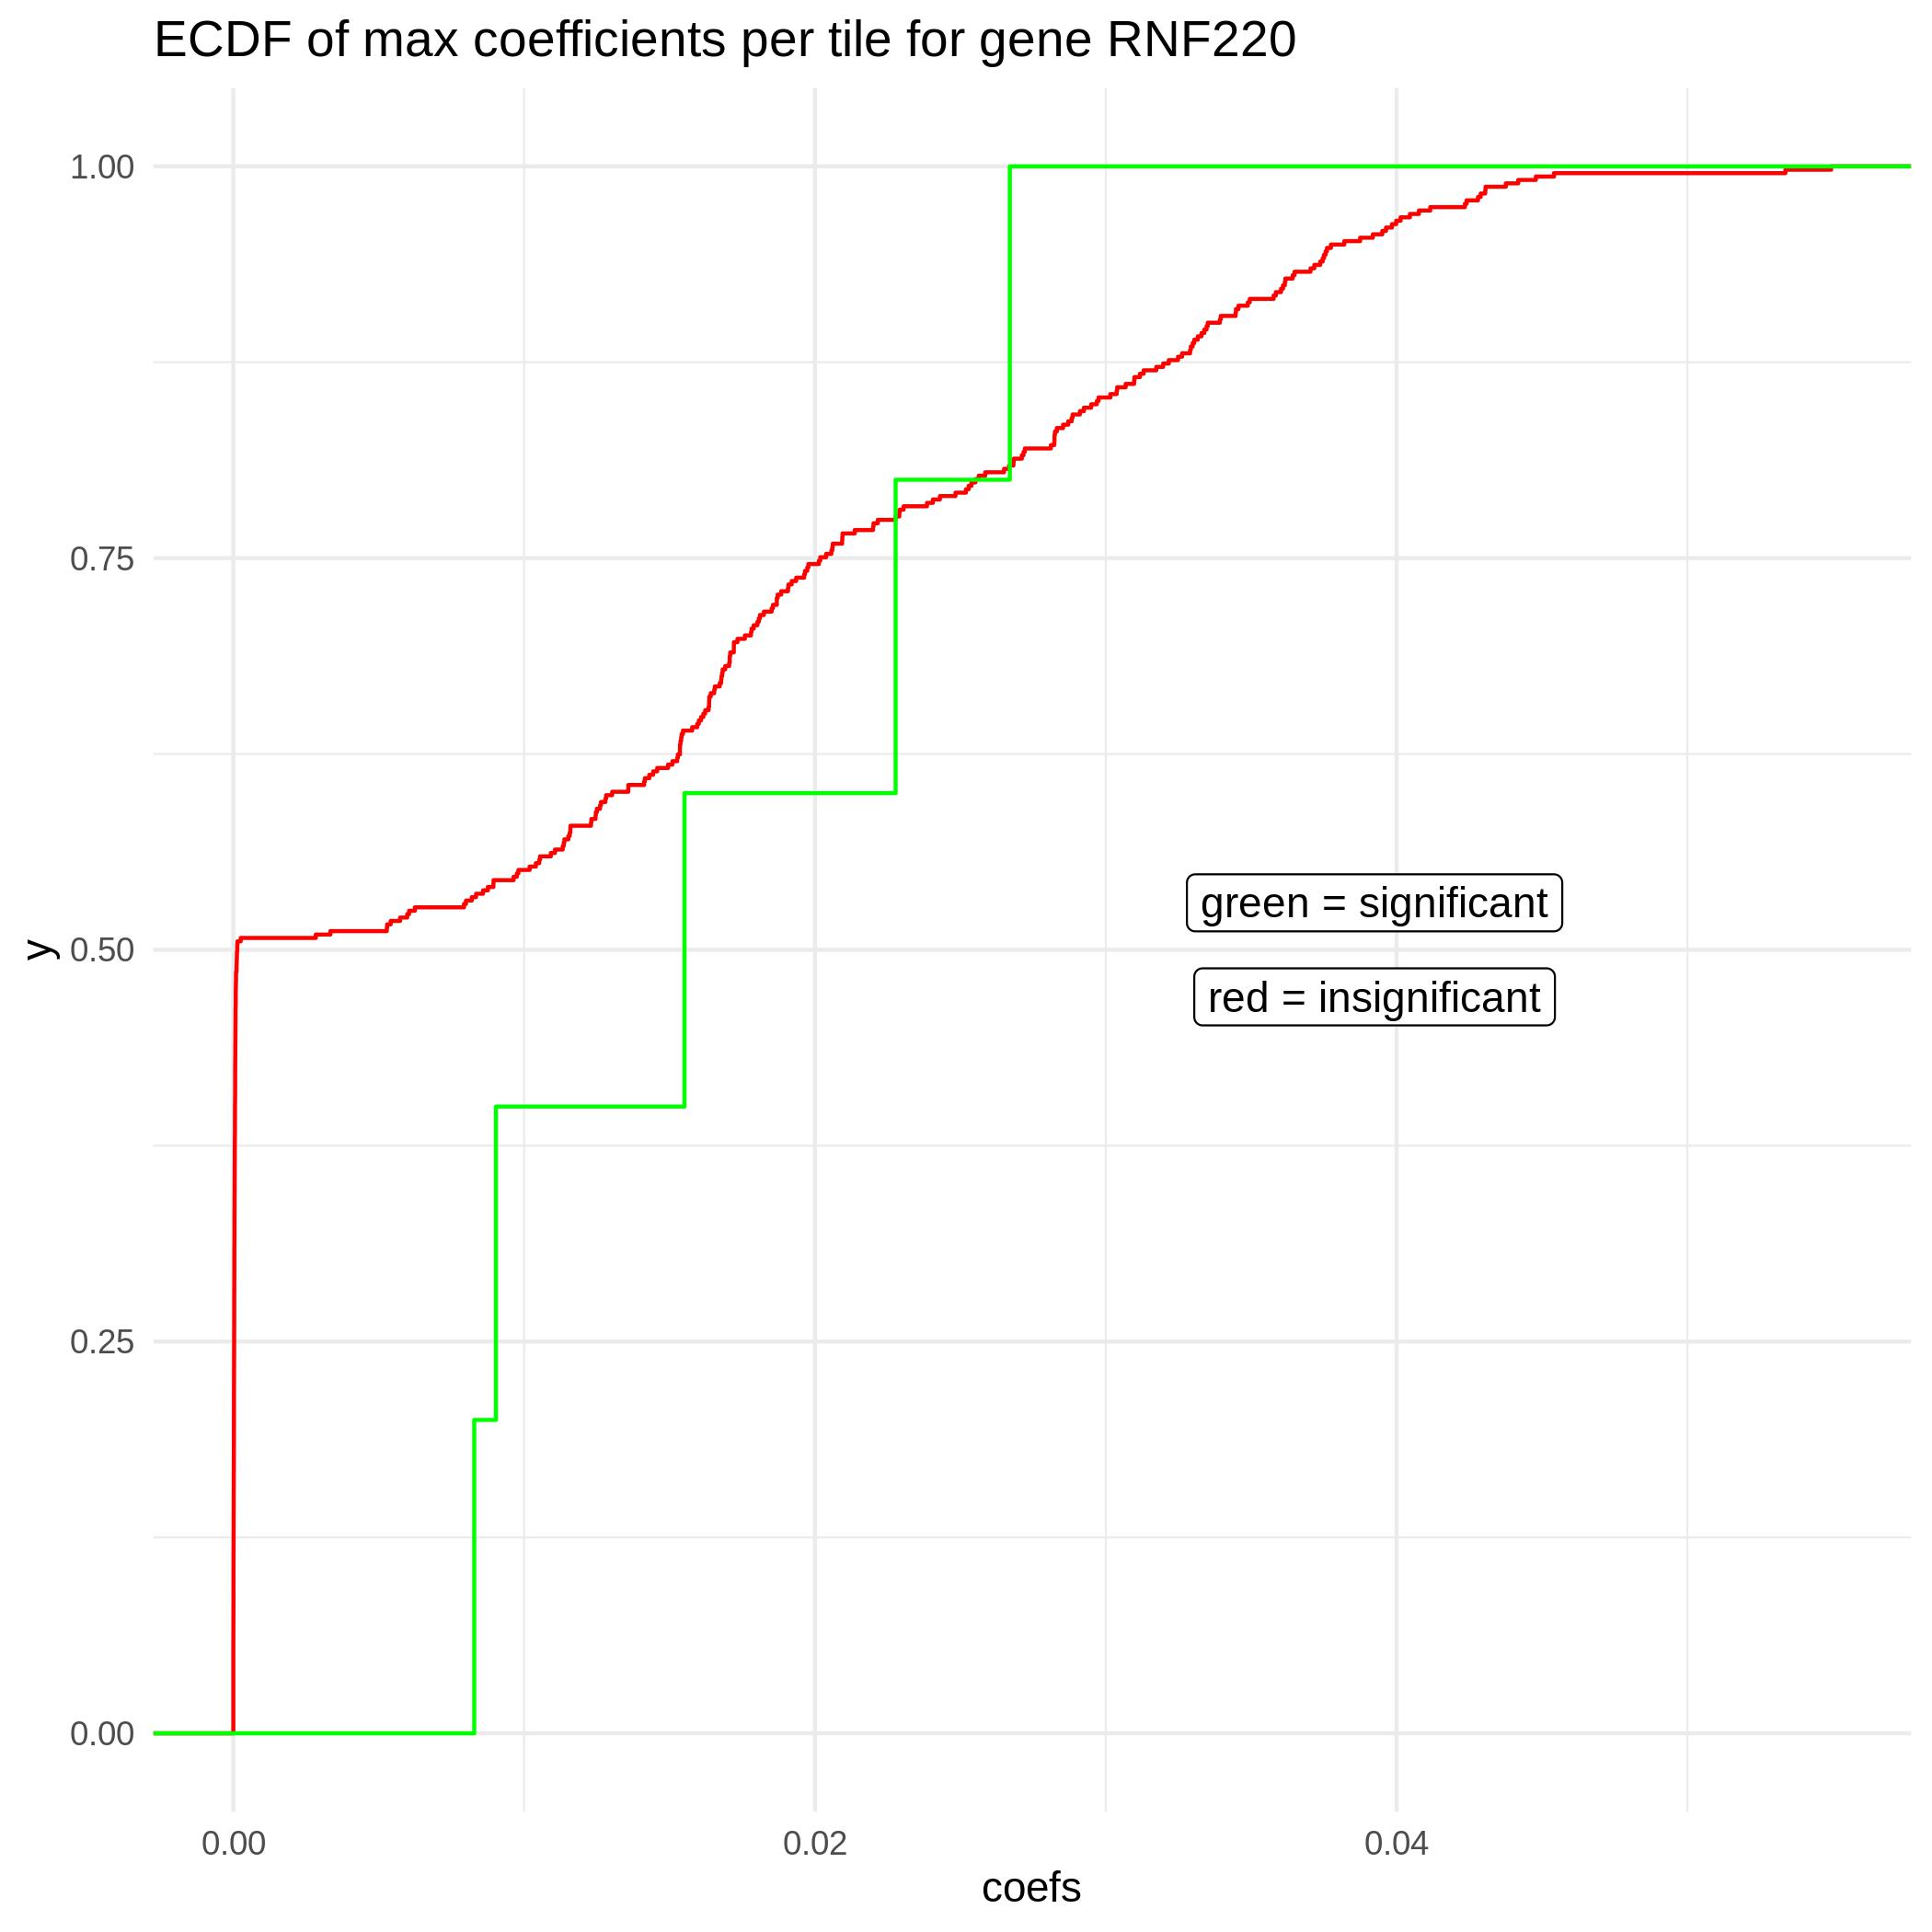 ECDF of max coefficients per tile for gene RNF220
1.00
0.75
0.50
0.25
0.00
y
green = significant
red = insignificant
0.00 0.02 0.04
coefs